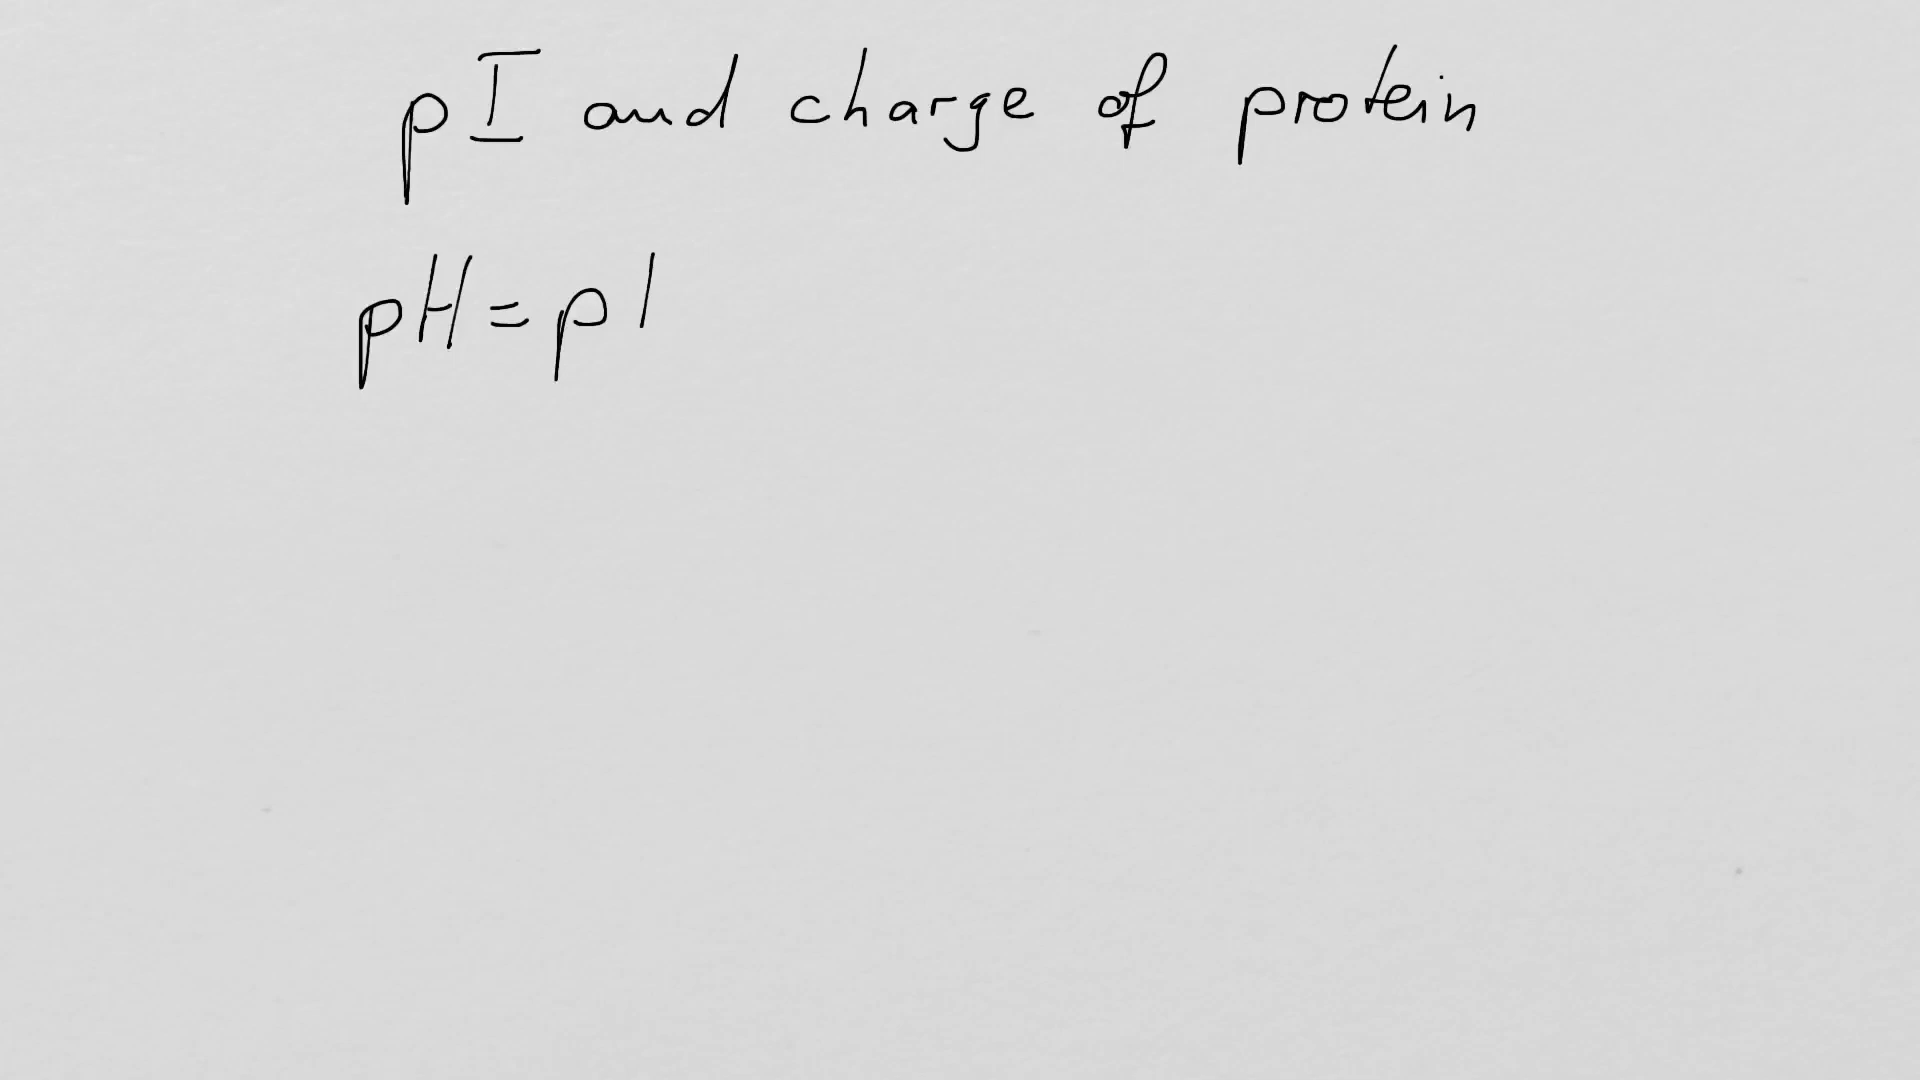 pI and charge of protein
pH = pI